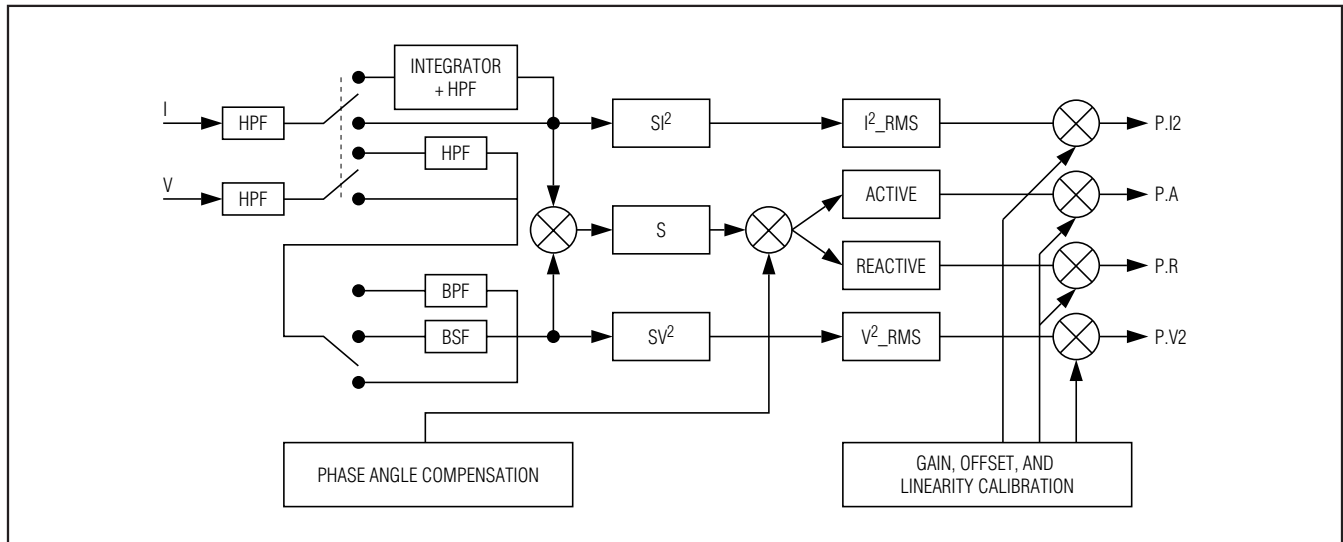 INTEGRATOR
+ HPF
I
HPF
SI²
I²_RMS
P.I2
HPF
V
HPF
ACTIVE
P.A
S
REACTIVE
P.R
BPF
BSF
SV²
V²_RMS
P.V2
PHASE ANGLE COMPENSATION
GAIN, OFFSET, AND
LINEARITY CALIBRATION